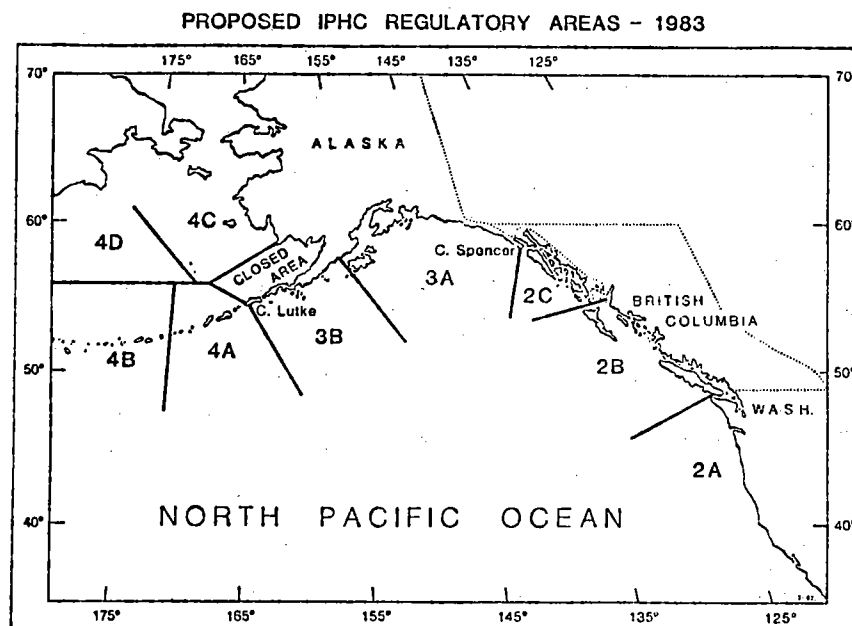 PROPOSED IPHC REGULATORY AREAS - 1983
175° 165° 155° 145° 135° 125°
70° 70°
ALASKA
60° 60°
4C
4D
CLOSED AREA
C. Spencer
3A
2C
C. Lutke
3B
BRITISH COLUMBIA
4B
4A
50° 50°
2B
WASH.
2A
NORTH PACIFIC OCEAN
40° 40°
175° 165° 155° 145° 135° 125°